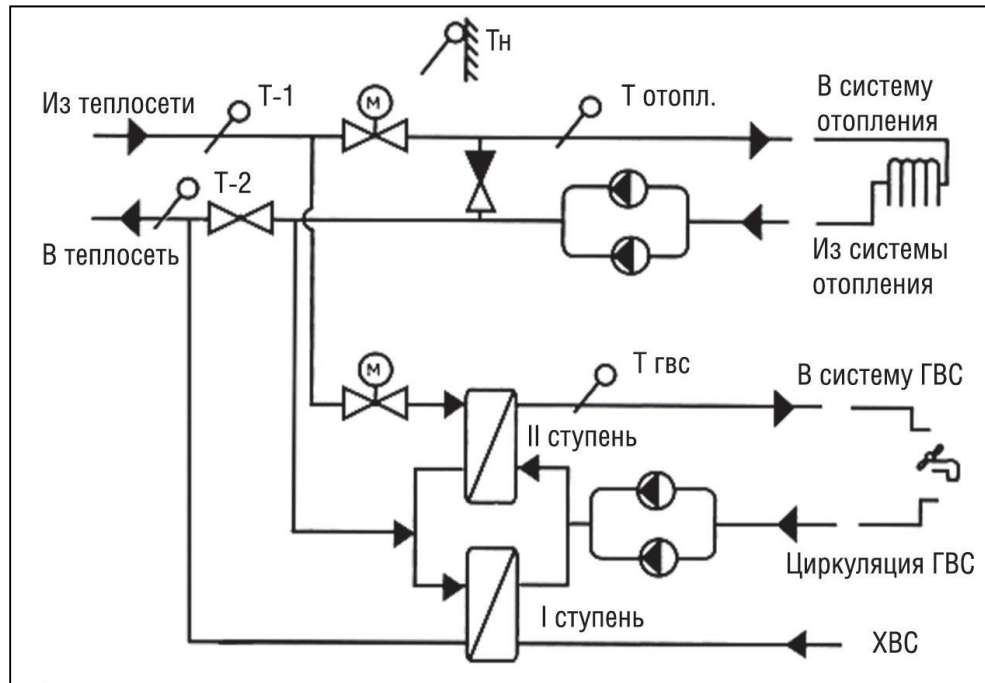 Тн
Из теплосети
Т-1
М
Т отопл.
В систему
отопления
Т-2
В теплосеть
Из системы
отопления
М
Т гвс
В систему ГВС
II ступень
Циркуляция ГВС
I ступень
ХВС